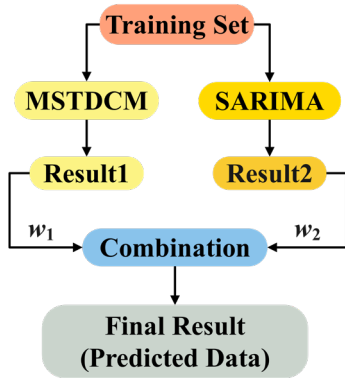 Training Set
MSTDCM
SARIMA
Result1
Result2
w₁
w₂
Combination
Final Result
(Predicted Data)